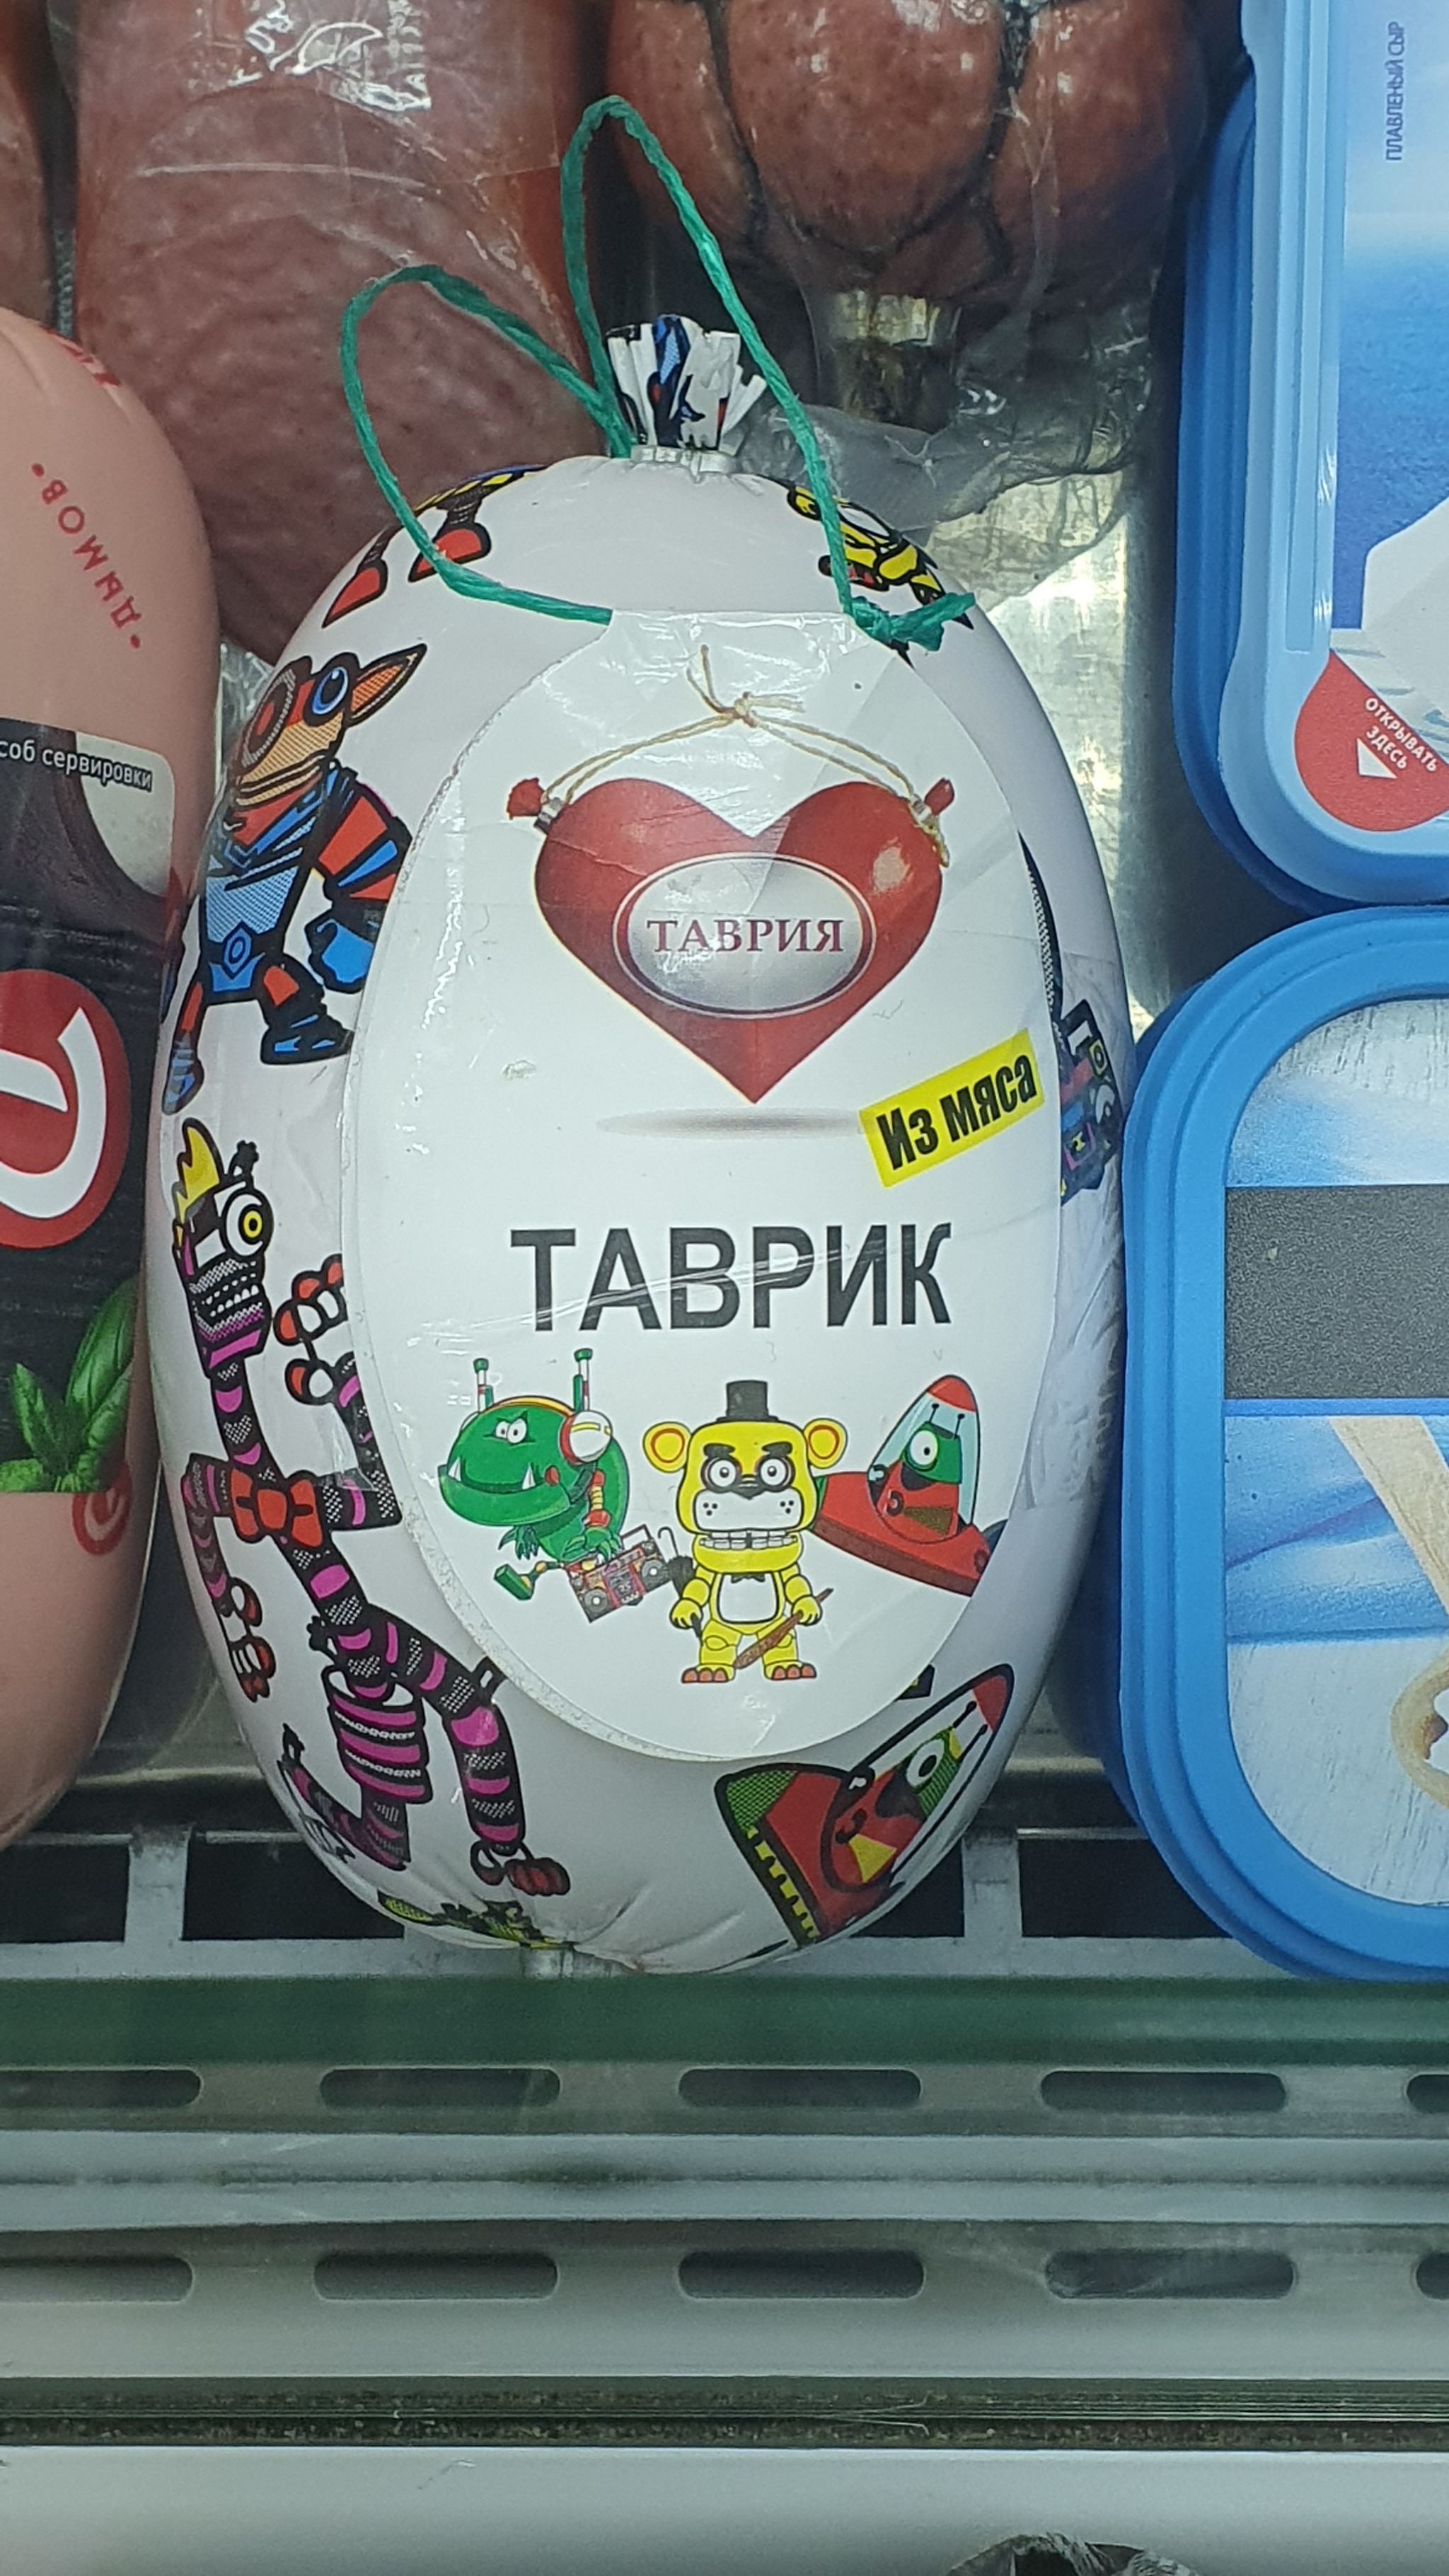 ПЛАВЛЕНЫЙ СЫР
•ДЫМОВ•
соб сервировки
ОТКРЫВАТЬ
ЗДЕСЬ
ТАВРИЯ
Из мяса
ТАВРИК